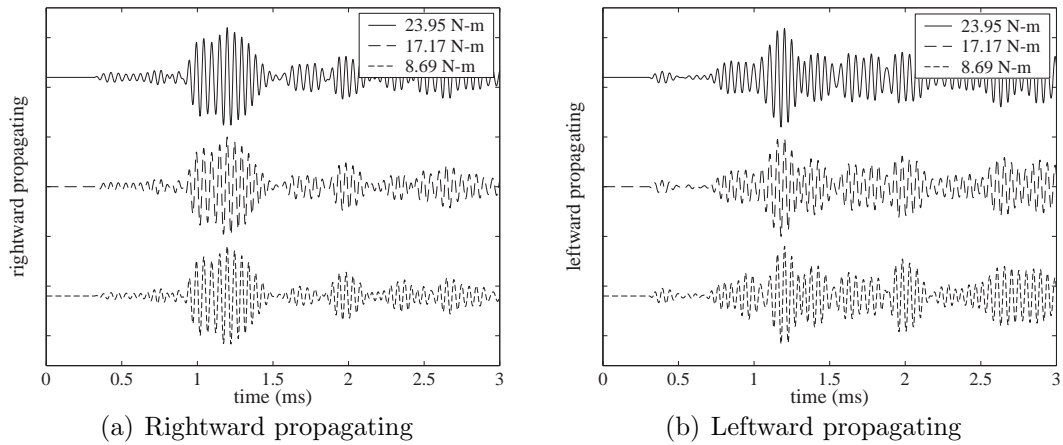 23.95 N-m
17.17 N-m
8.69 N-m
rightward propagating
0 0.5 1 1.5 2 2.5 3
time (ms)
(a) Rightward propagating
23.95 N-m
17.17 N-m
8.69 N-m
leftward propagating
0 0.5 1 1.5 2 2.5 3
time (ms)
(b) Leftward propagating